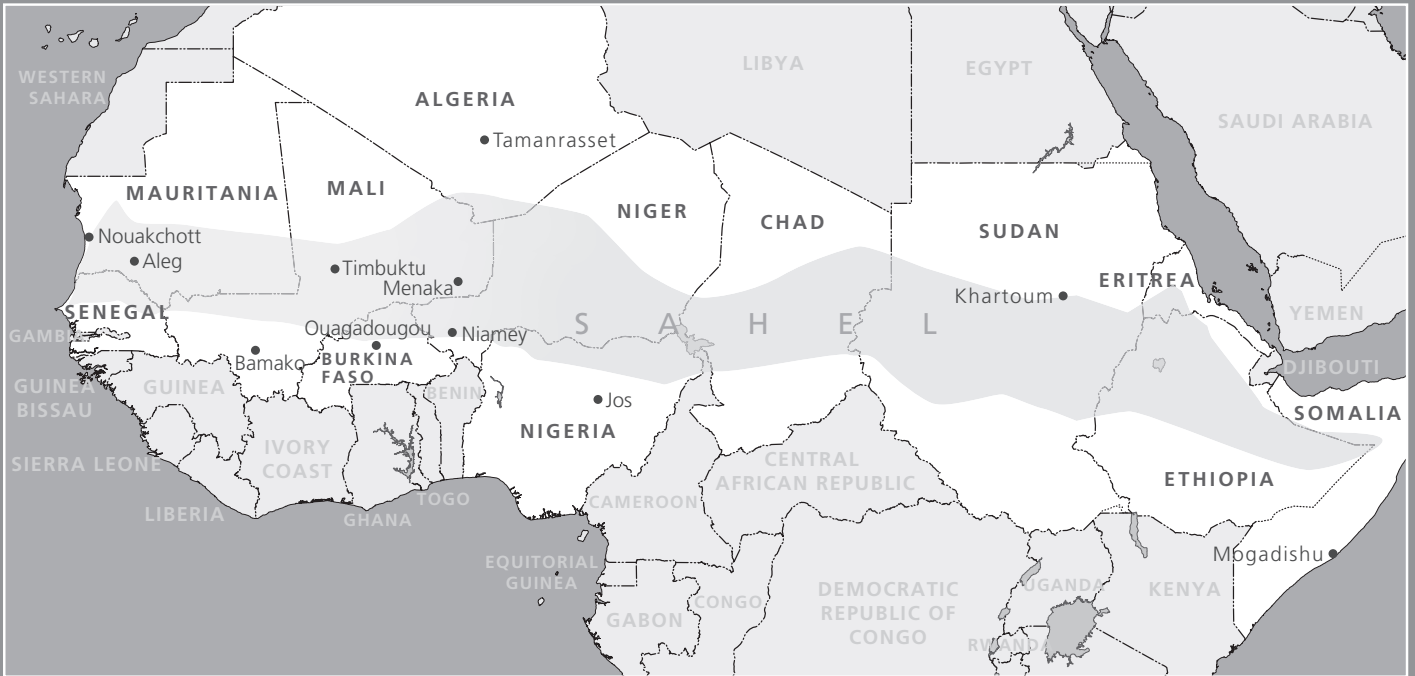 WESTERN
SAHARA
ALGERIA
LIBYA
EGYPT
SAUDI ARABIA
Tamanrasset
MAURITANIA
MALI
NIGER
CHAD
SUDAN
Nouakchott
Aleg
Timbuktu
Menaka
Khartoum
ERITREA
YEMEN
SENEGAL
GAMBIA
Ouagadougou
Niamey
SAHEL
Bamako
BURKINA
FASO
GUINEA
BISSAU
GUINEA
BENIN
Jos
DJIBOUTI
SOMALIA
NIGERIA
IVORY
COAST
SIERRA LEONE
CENTRAL
AFRICAN REPUBLIC
ETHIOPIA
LIBERIA
GHANA
TOGO
CAMEROON
EQUITORIAL
GUINEA
Mogadishu
GABON
CONGO
DEMOCRATIC
REPUBLIC OF
CONGO
UGANDA
KENYA
RWANDA